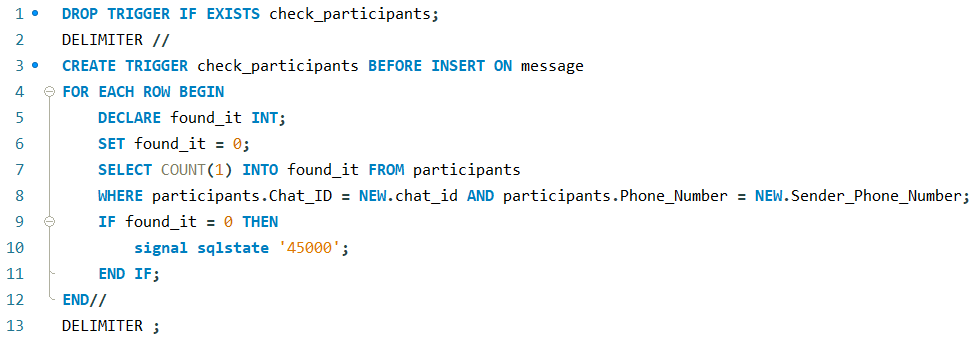 1 DROP TRIGGER IF EXISTS check_participants;
2 DELIMITER //
3 CREATE TRIGGER check_participants BEFORE INSERT ON message
4 FOR EACH ROW BEGIN
5 DECLARE found_it INT;
6 SET found_it = 0;
7 SELECT COUNT(1) INTO found_it FROM participants
8 WHERE participants.Chat_ID = NEW.chat_id AND participants.Phone_Number = NEW.Sender_Phone_Number;
9 IF found_it = 0 THEN
10 signal sqlstate '45000';
11 END IF;
12 END//
13 DELIMITER ;